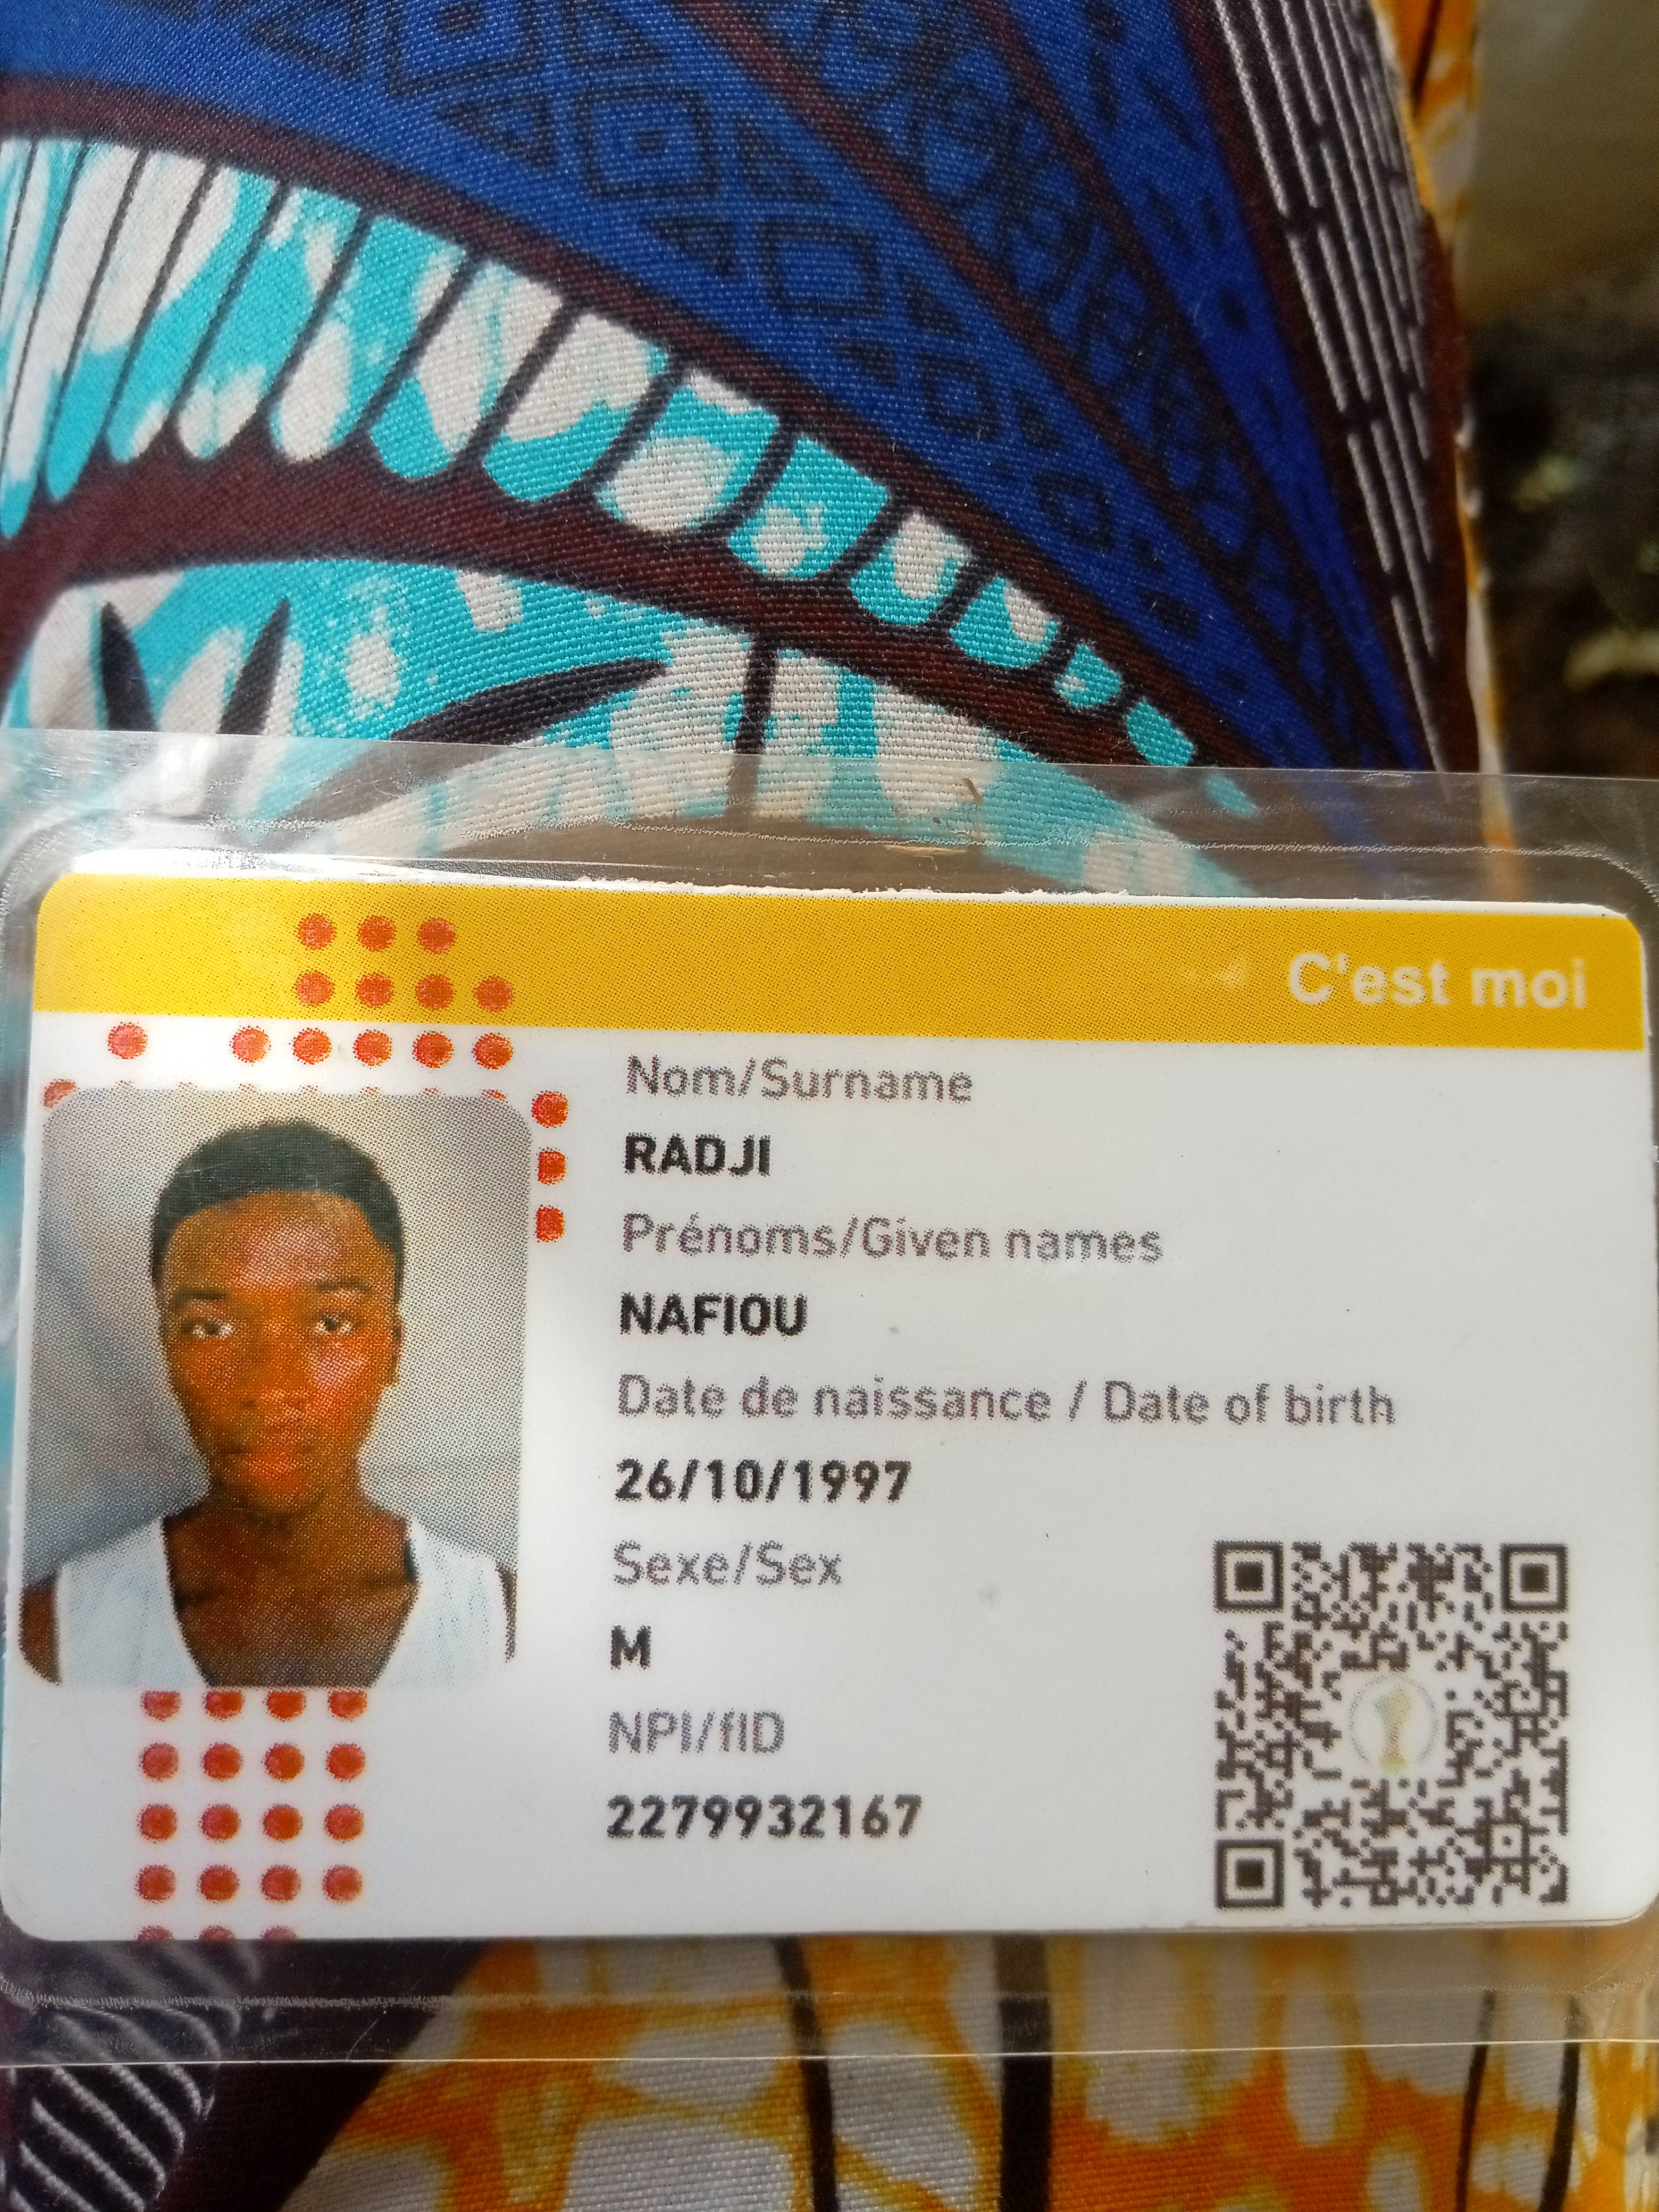 C'est moi
Nom/Surname
RADJI
Prénoms/Given names
NAFIOU
Date de naissance / Date of birth
26/10/1997
Sexe/Sex
M
NPI/fID
2279932167